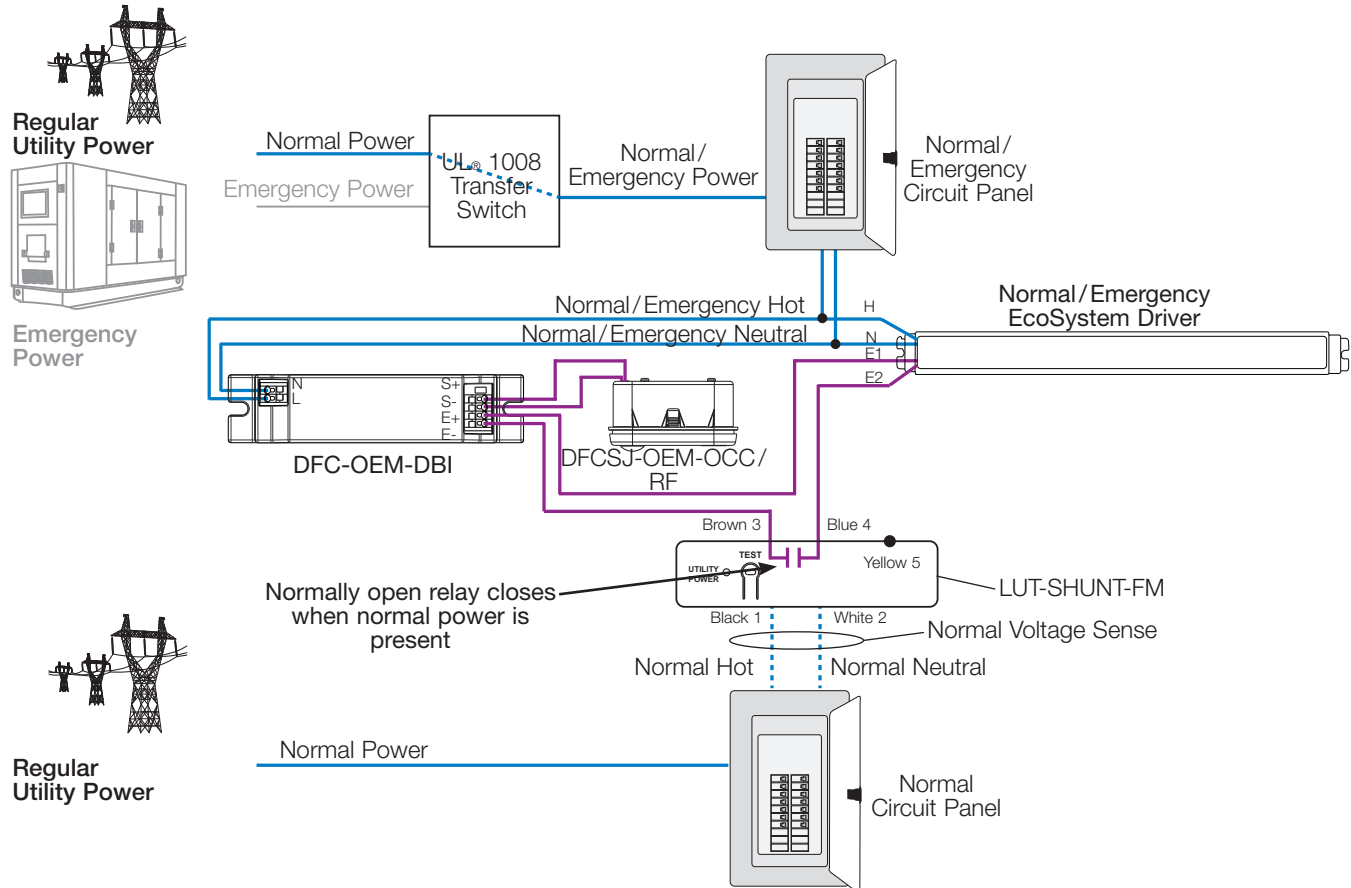 Regular
Utility Power
Normal Power
Emergency Power
UL® 1008
Transfer
Switch
Normal/
Emergency Power
Normal/
Emergency
Circuit Panel
Emergency
Power
Normal/Emergency Hot
Normal/Emergency Neutral
H
N
E1
E2
Normal/Emergency
EcoSystem Driver
N
L
S+
S-
E+
E-
DFC-OEM-DBI
DFCSJ-OEM-OCC/
RF
Brown 3
Blue 4
TEST
UTILITY
POWER
Yellow 5
LUT-SHUNT-FM
Normally open relay closes
when normal power is
present
Black 1
White 2
Normal Voltage Sense
Normal Hot
Normal Neutral
Regular
Utility Power
Normal Power
Normal
Circuit Panel